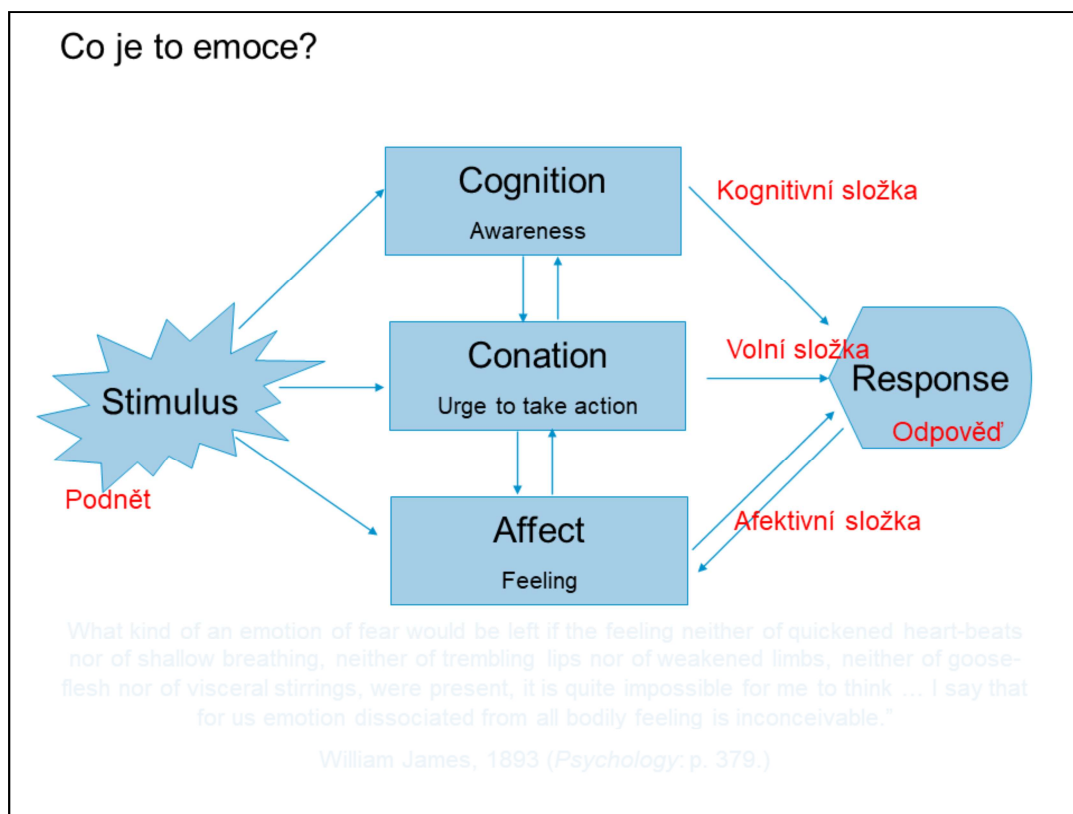 Co je to emoce?
Cognition
Awareness
Kognitivní složka
Conation
Urge to take action
Volní složka
Stimulus
Podnět
Response
Odpověď
Affect
Feeling
Afektivní složka
What kind of an emotion of fear would be left if the feeling neither of quickened heart-beats
nor of shallow breathing, neither of trembling lips nor of weakened limbs, neither of goose-
flesh nor of visceral stirrings, were present, it is quite impossible for me to think … I say that
for us emotion dissociated from all bodily feeling is inconceivable.”
William James, 1893 (Psychology: p. 379.)